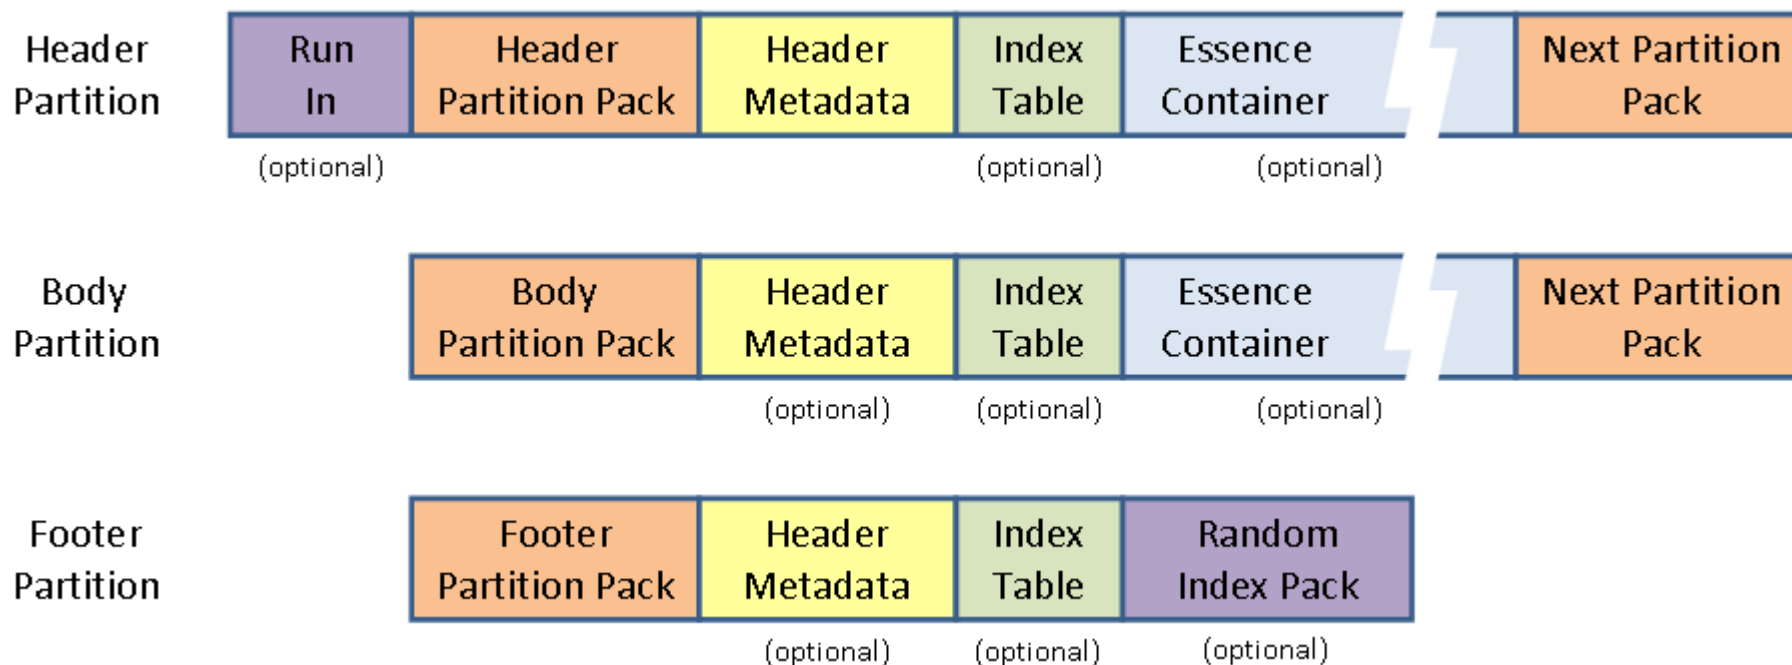 Header
Partition
Run
In
Header
Partition Pack
Header
Metadata
Index
Table
Essence
Container
Next Partition
Pack
(optional)
(optional)
(optional)
Body
Partition
Body
Partition Pack
Header
Metadata
Index
Table
Essence
Container
Next Partition
Pack
(optional)
(optional)
(optional)
Footer
Partition
Footer
Partition Pack
Header
Metadata
Index
Table
Random
Index Pack
(optional)
(optional)
(optional)